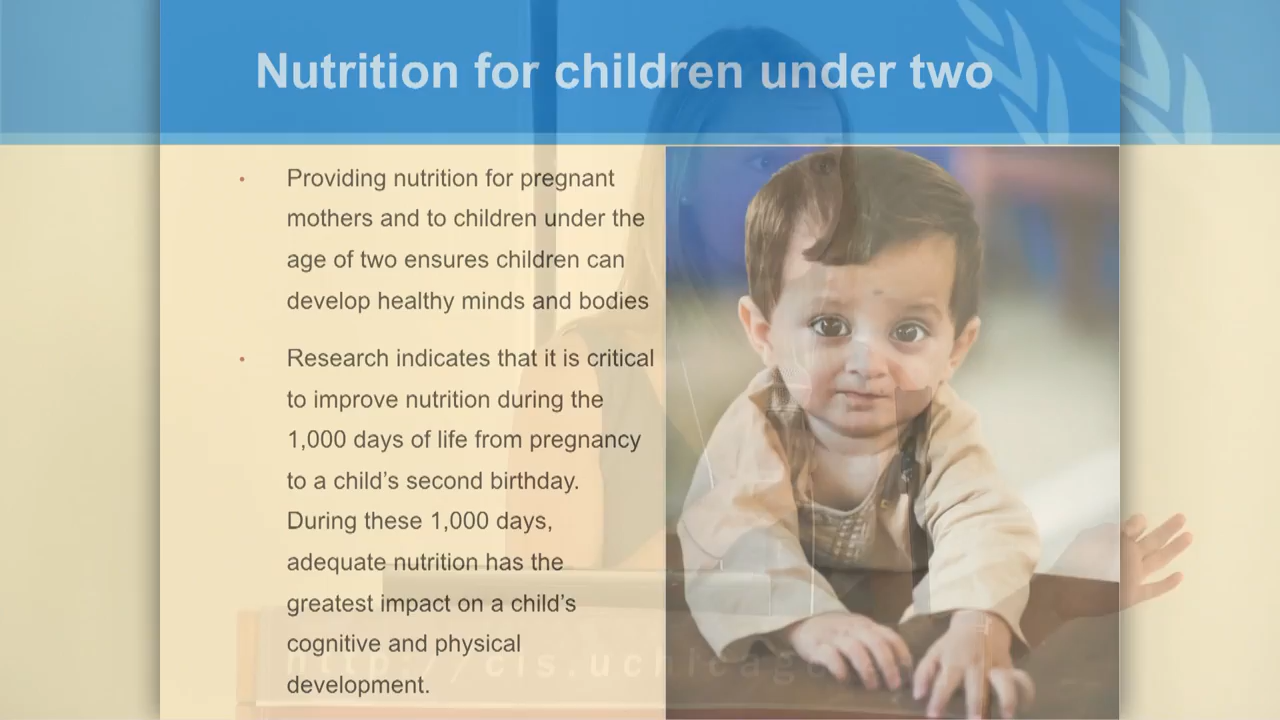 Nutrition for children under two
• Providing nutrition for pregnant
mothers and to children under the
age of two ensures children can
develop healthy minds and bodies
• Research indicates that it is critical
to improve nutrition during the
1,000 days of life from pregnancy
to a child’s second birthday.
During these 1,000 days,
adequate nutrition has the
greatest impact on a child’s
cognitive and physical
development.
http://cis.uchicago